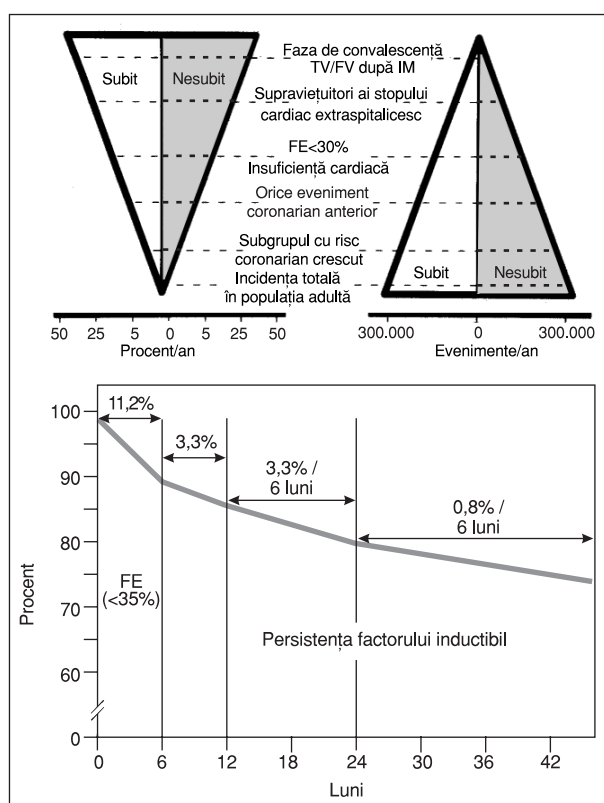 Subit Nesubit
Faza de convalescență
TV/FV după IM
Supraviețuitori ai stopului
cardiac extraspitalicesc
FE<30%
Insuficiență cardiacă
Orice eveniment
coronarian anterior
Subgrupul cu risc
coronarian crescut
Incidența totală
în populația adultă
Subit Nesubit
50 25 5 0 5 25 50
Procent/an
300.000 0 300.000
Evenimente/an
100
90
80
70
60
0
Procent
11,2%
3,3%
3,3% /
6 luni
0,8% /
6 luni
FE
(<35%)
Persistența factorului inductibil
0 6 12 18 24 30 36 42
Luni